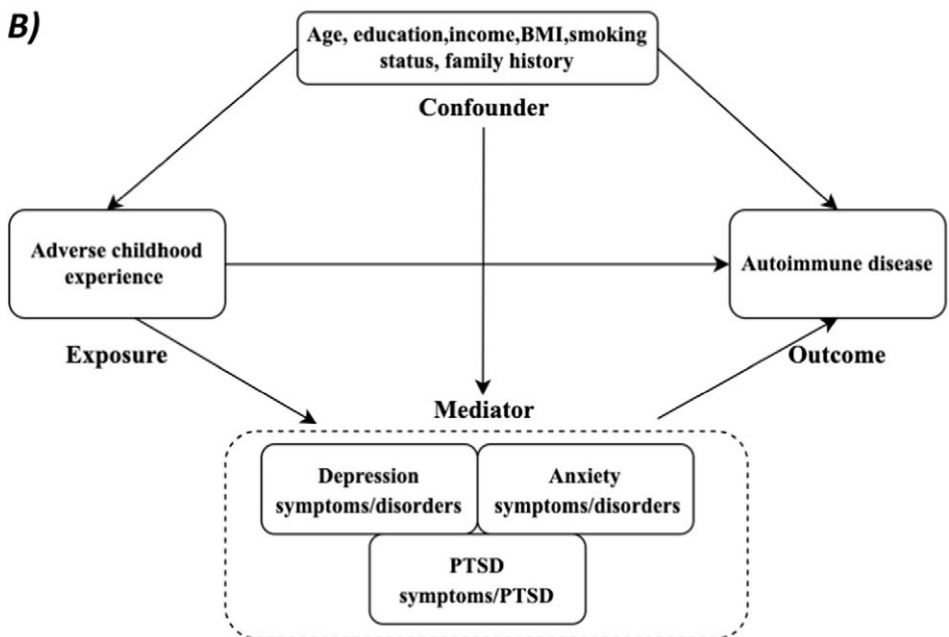 B)
Age, education,income,BMI,smoking
status, family history
Confounder
Adverse childhood
experience
Autoimmune disease
Exposure
Outcome
Mediator
Depression
symptoms/disorders
Anxiety
symptoms/disorders
PTSD
symptoms/PTSD